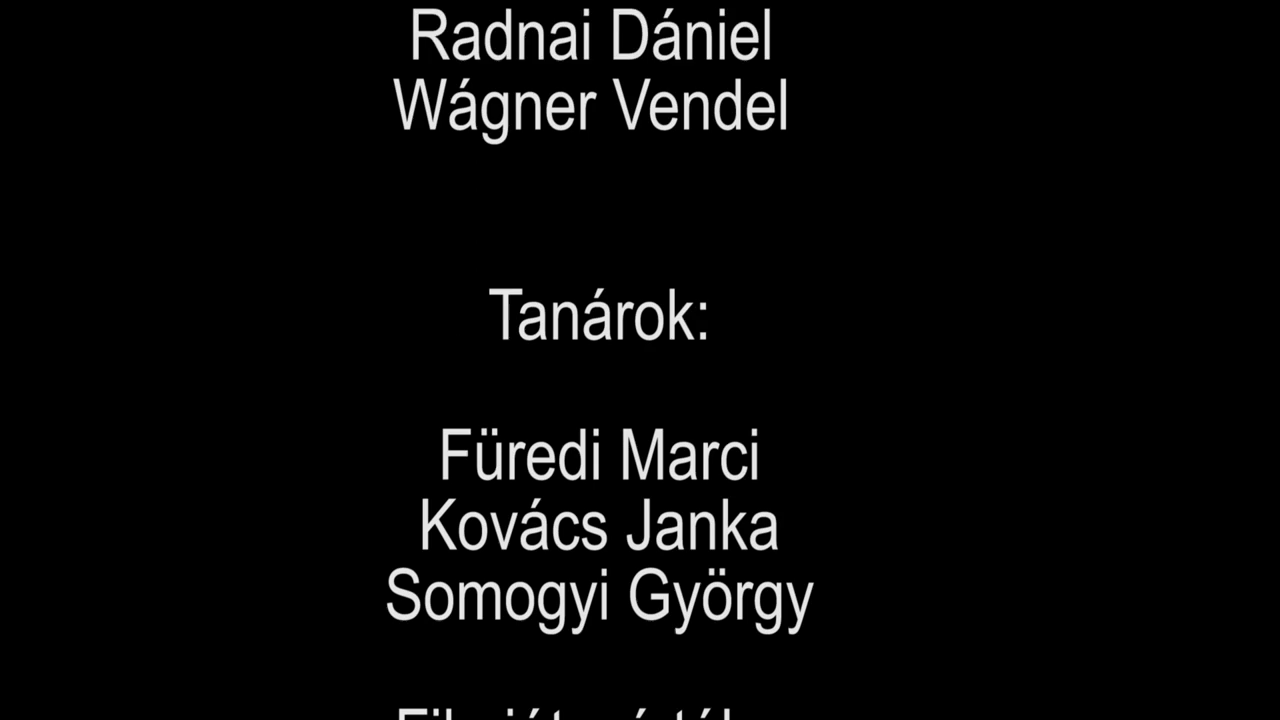 Radnai Dániel
Wágner Vendel
Tanárok:
Füredi Marci
Kovács Janka
Somogyi György